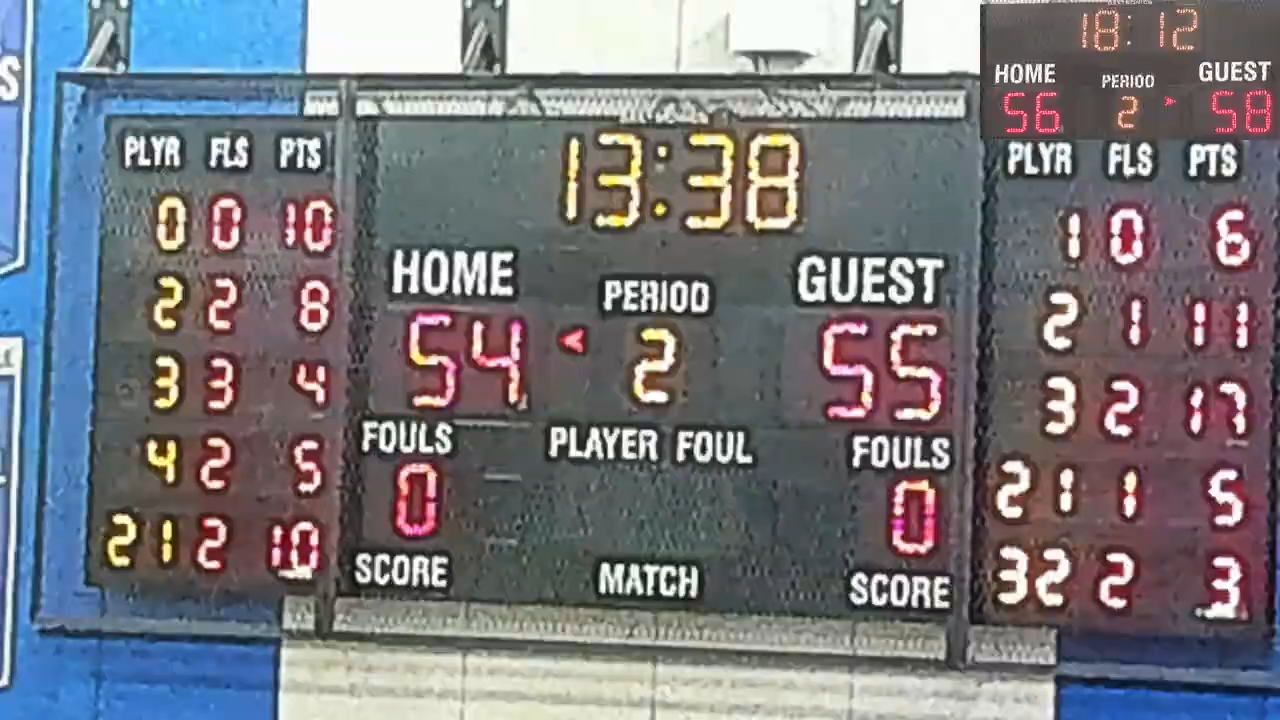 18:12
HOME PERIOD GUEST
56 2 58
PLYR FLS PTS
0 0 10
2 2 8
3 3 4
4 2 5
21 2 10
13:38
HOME PERIOD GUEST
54 2 55
FOULS PLAYER FOUL FOULS
0 0
SCORE MATCH SCORE
PLYR FLS PTS
1 0 6
2 1 11
3 2 17
21 1 5
32 2 3
S